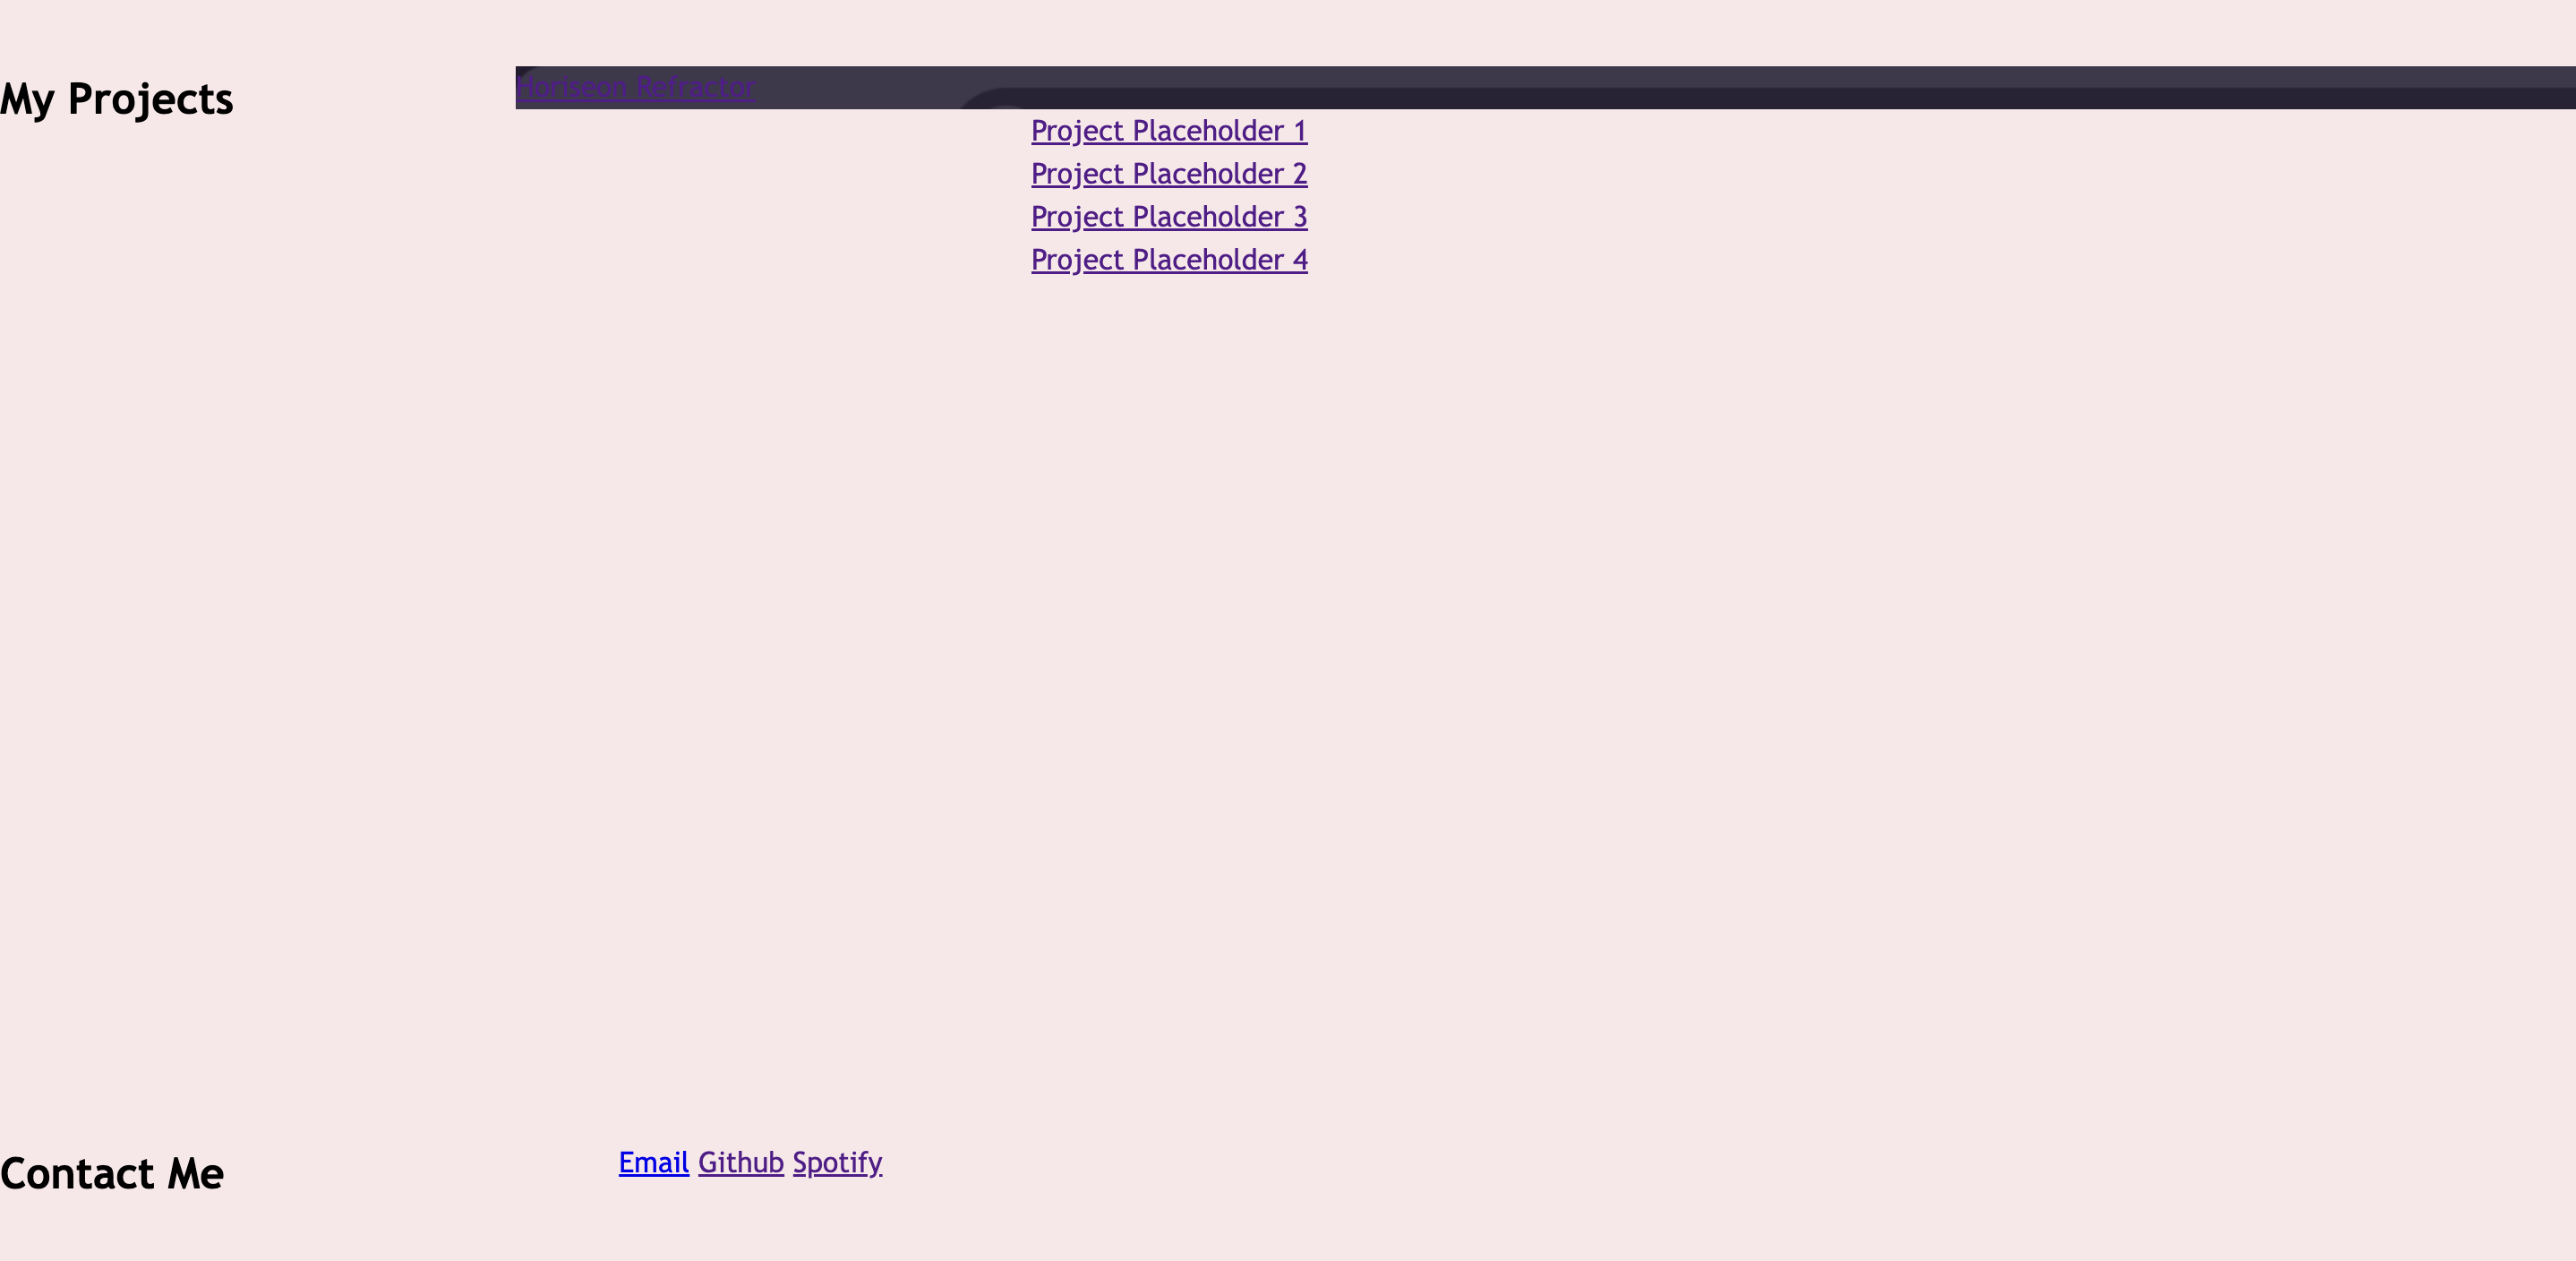 My Projects
Horiseon Refractor
Project Placeholder 1
Project Placeholder 2
Project Placeholder 3
Project Placeholder 4
Contact Me
Email Github Spotify